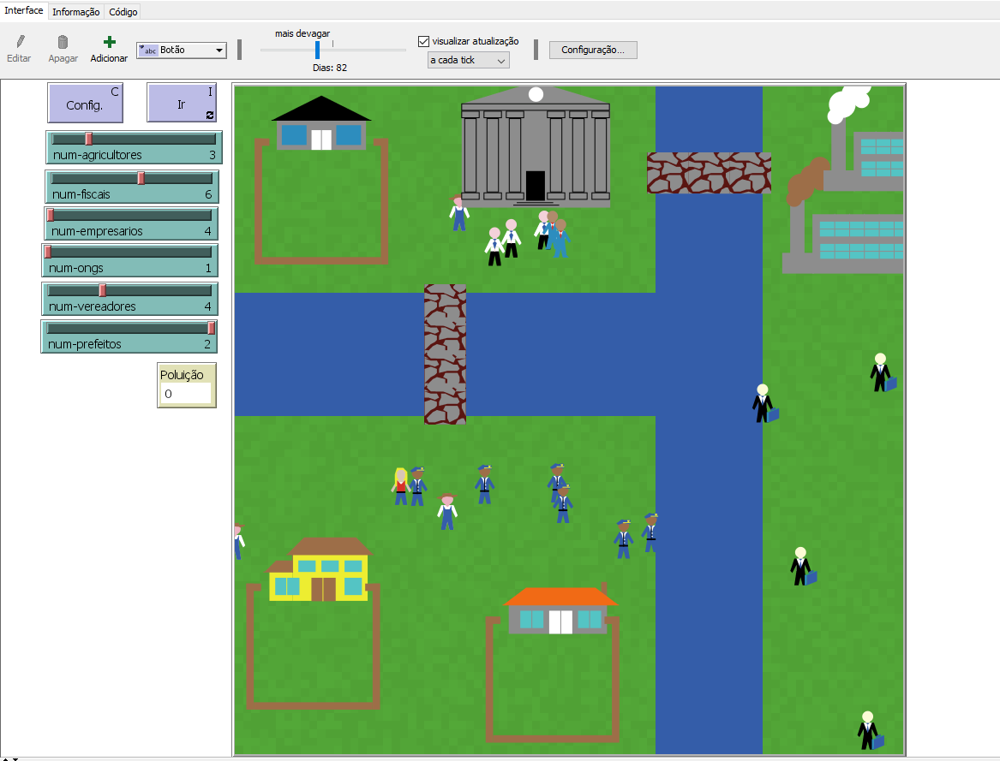 Interface Informação Código
Editar Apagar Adicionar abc Botão
mais devagar
Dias: 82
visualizar atualização
a cada tick
Configuração...
C
Config.
I
Ir
num-agricultores 3
num-fiscais 6
num-empresarios 4
num-ongs 1
num-vereadores 4
num-prefeitos 2
Poluição
0